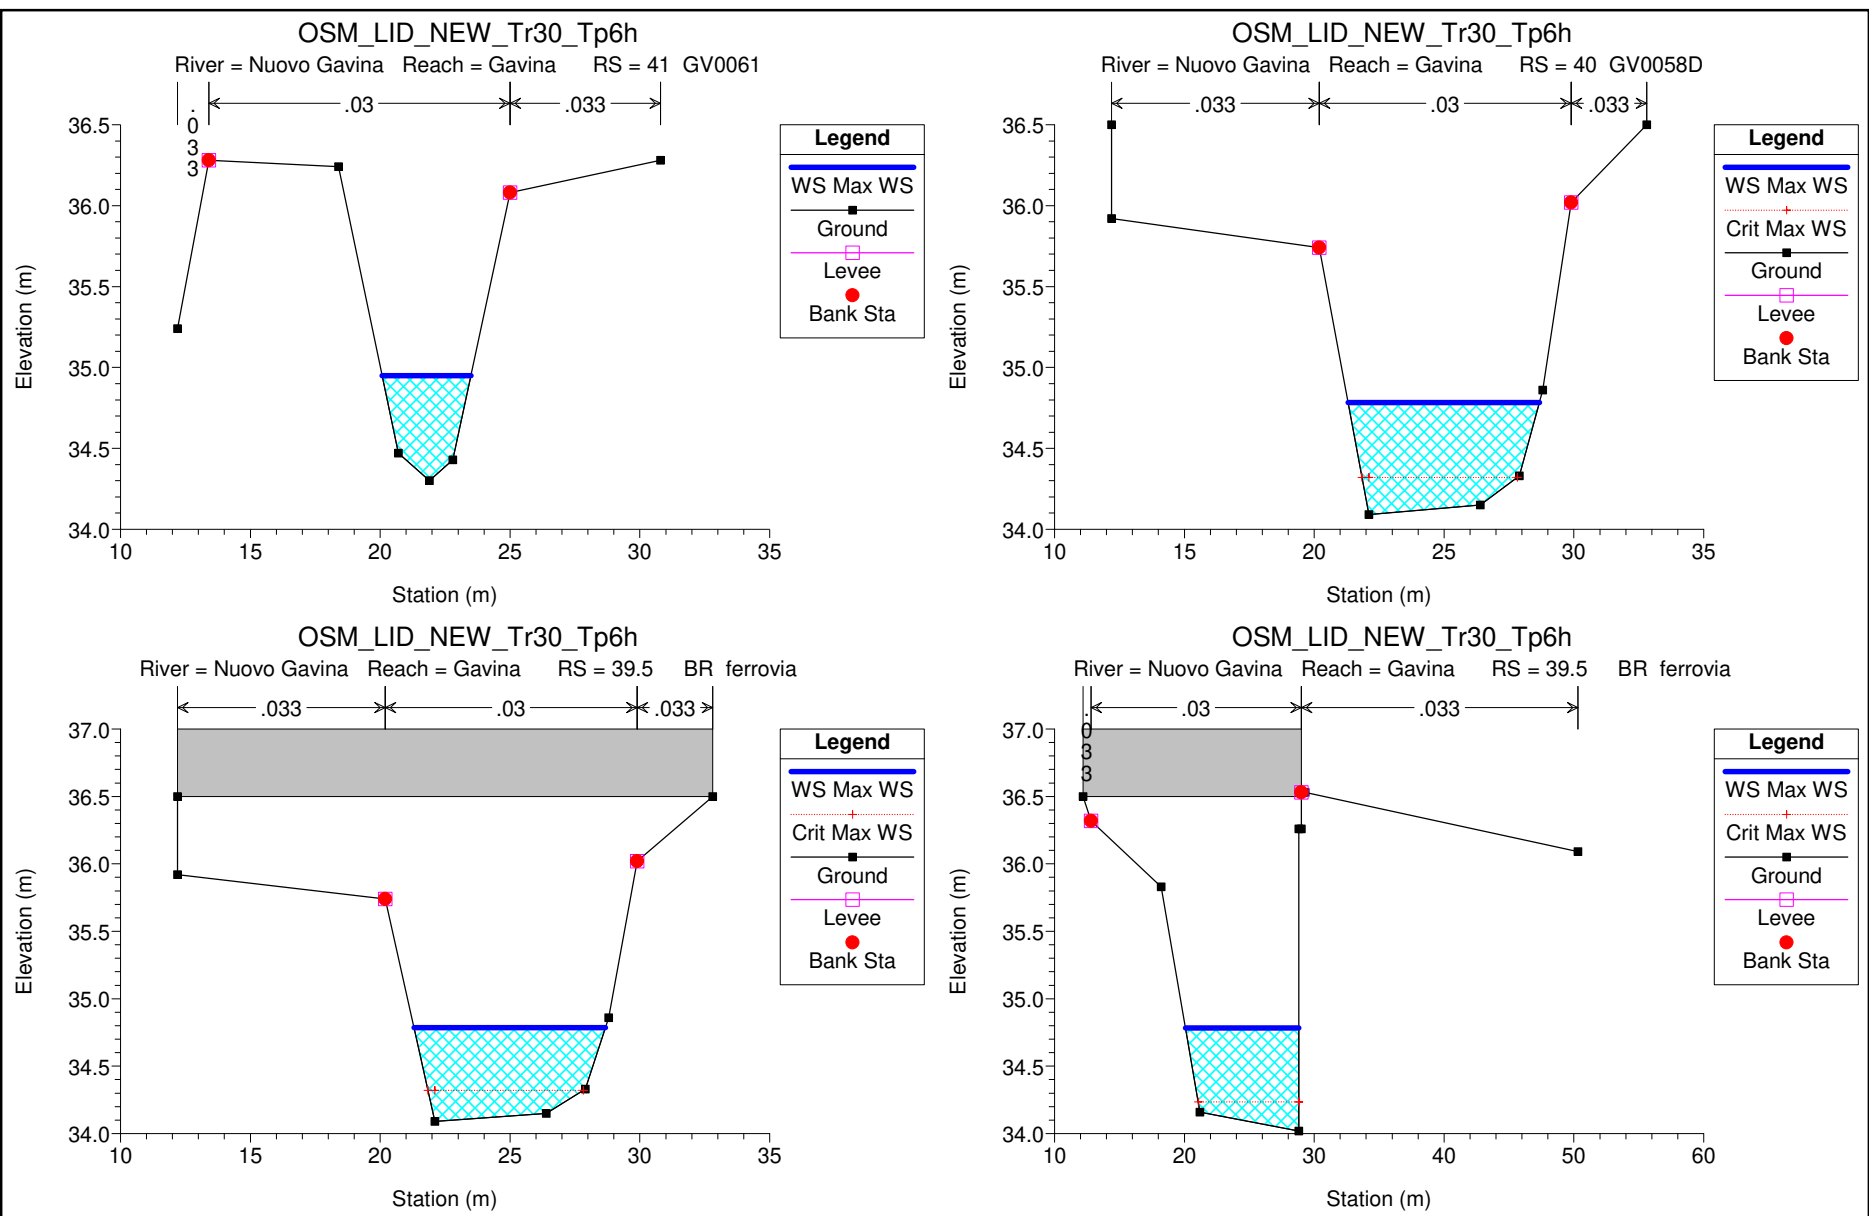 OSM_LID_NEW_Tr30_Tp6h
River = Nuovo Gavina Reach = Gavina RS = 41 GV0061
.033 .03 .033
36.5
36.0
35.5
35.0
34.5
34.0
10 15 20 25 30 35
Elevation (m)
Station (m)
Legend
WS Max WS
Ground
Levee
Bank Sta
OSM_LID_NEW_Tr30_Tp6h
River = Nuovo Gavina Reach = Gavina RS = 40 GV0058D
.033 .03 .033
36.5
36.0
35.5
35.0
34.5
34.0
10 15 20 25 30 35
Elevation (m)
Station (m)
Legend
WS Max WS
Crit Max WS
Ground
Levee
Bank Sta
OSM_LID_NEW_Tr30_Tp6h
River = Nuovo Gavina Reach = Gavina RS = 39.5 BR ferrovia
.033 .03 .033
37.0
36.5
36.0
35.5
35.0
34.5
34.0
10 15 20 25 30 35
Elevation (m)
Station (m)
Legend
WS Max WS
Crit Max WS
Ground
Levee
Bank Sta
OSM_LID_NEW_Tr30_Tp6h
River = Nuovo Gavina Reach = Gavina RS = 39.5 BR ferrovia
.033 .03 .033
37.0
36.5
36.0
35.5
35.0
34.5
34.0
10 20 30 40 50 60
Elevation (m)
Station (m)
Legend
WS Max WS
Crit Max WS
Ground
Levee
Bank Sta